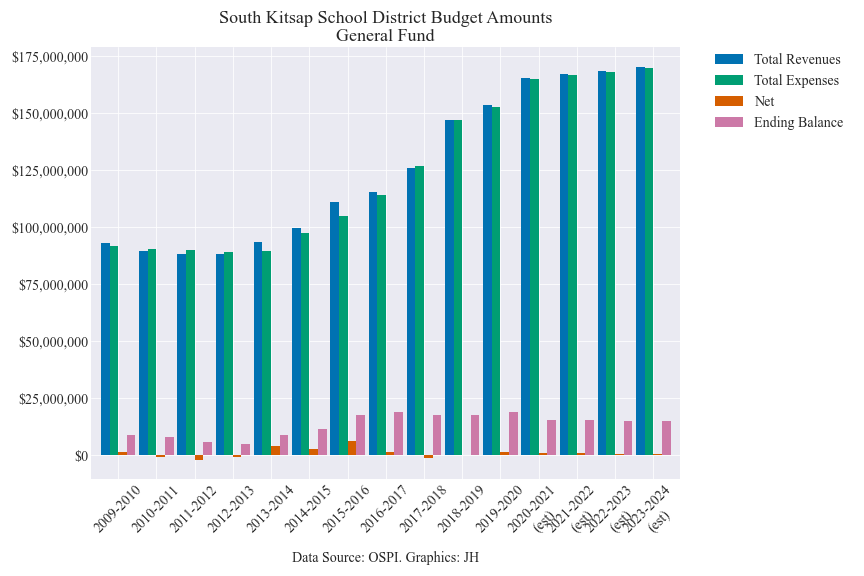 South Kitsap School District Budget Amounts
General Fund
$175,000,000
$150,000,000
$125,000,000
$100,000,000
$75,000,000
$50,000,000
$25,000,000
$0
Total Revenues
Total Expenses
Net
Ending Balance
2009-2010
2010-2011
2011-2012
2012-2013
2013-2014
2014-2015
2015-2016
2016-2017
2017-2018
2018-2019
2019-2020
2020-2021
(est)
2021-2022
(est)
2022-2023
(est)
2023-2024
(est)
Data Source: OSPI. Graphics: JH